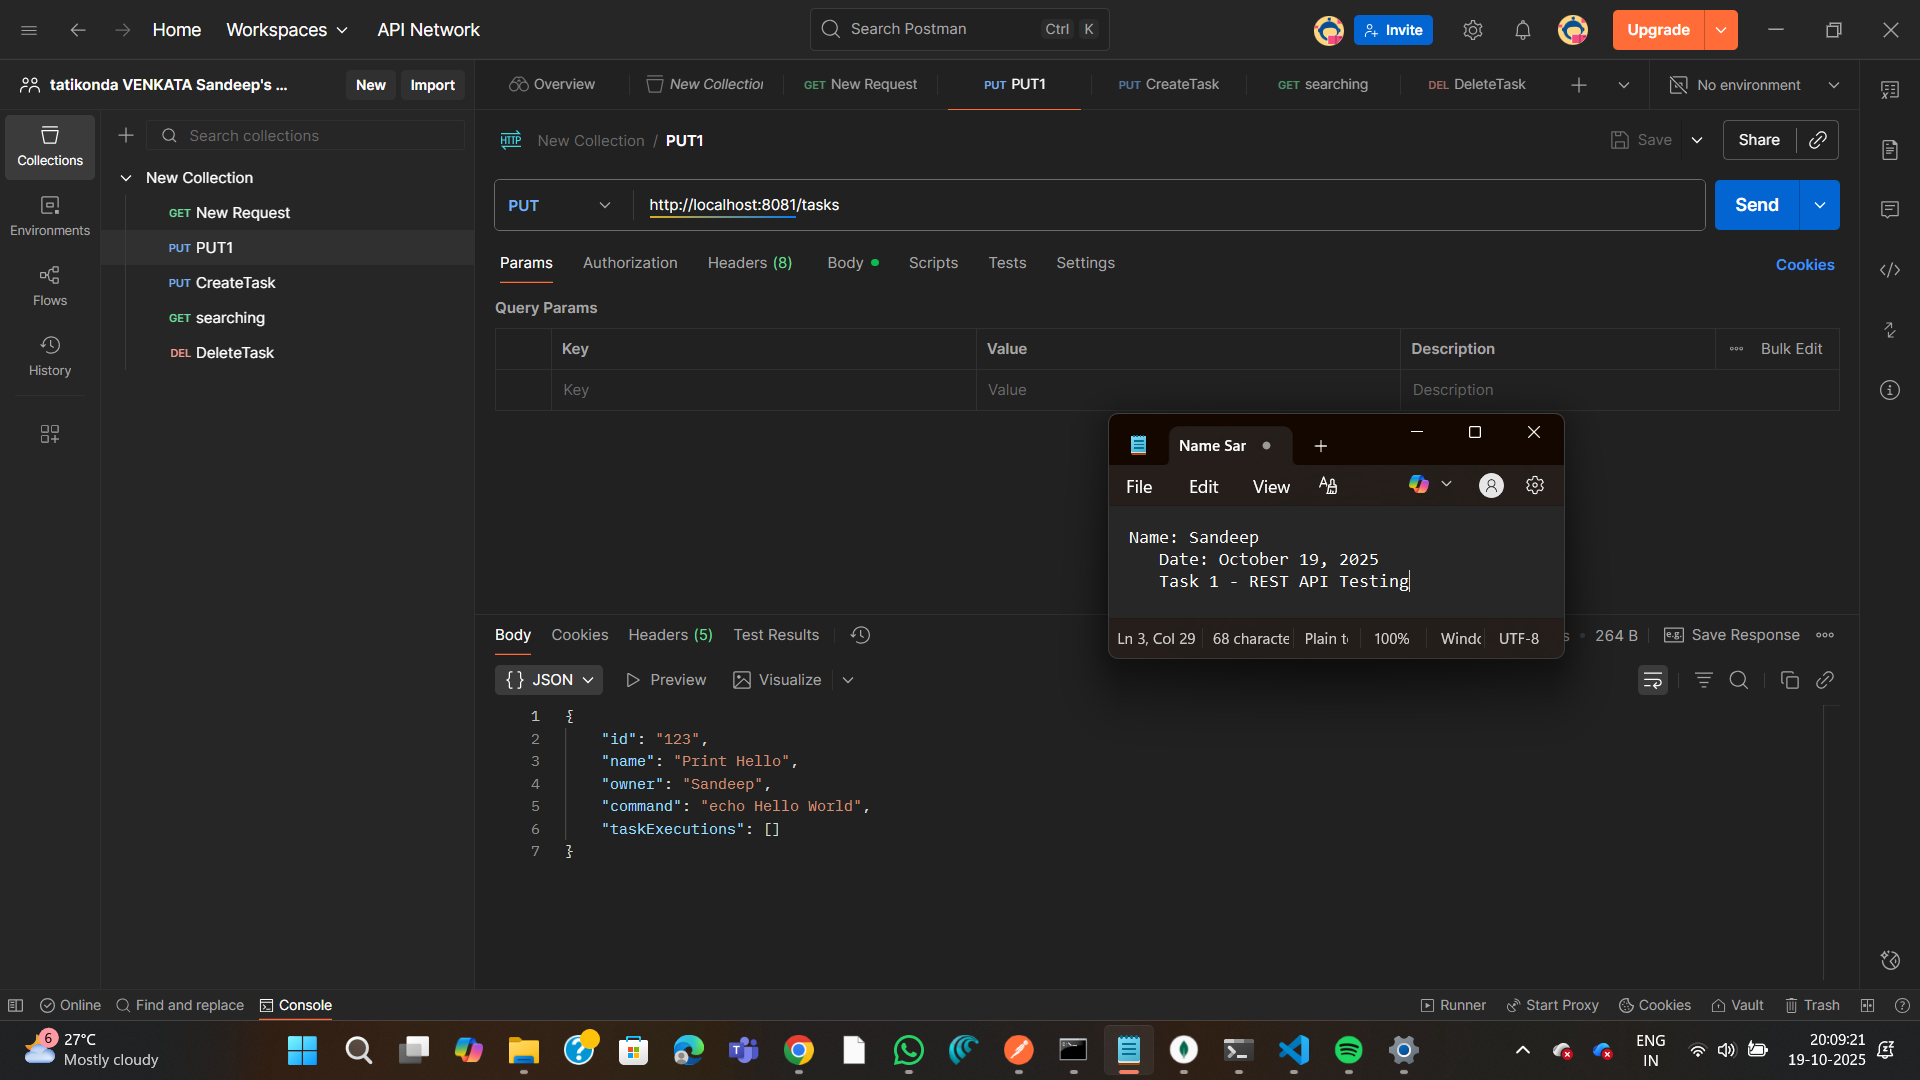 Home
Workspaces
API Network
Search Postman
Ctrl K
Invite
Upgrade
tatikonda VENKATA Sandeep's ...
New
Import
Overview
New Collection
GET New Request
PUT PUT1
PUT CreateTask
GET searching
DEL DeleteTask
No environment
Collections
Environments
Flows
History
Search collections
New Collection
GET New Request
PUT PUT1
PUT CreateTask
GET searching
DEL DeleteTask
HTTP New Collection / PUT1
Save
Share
PUT
http://localhost:8081/tasks
Send
Params
Authorization
Headers (8)
Body
Scripts
Tests
Settings
Cookies
Query Params
Key
Value
Description
Bulk Edit
Key
Value
Description
Name Sar
File
Edit
View
Name: Sandeep
Date: October 19, 2025
Task 1 - REST API Testing
Ln 3, Col 29
68 characte
Plain t
100%
Windo
UTF-8
Body
Cookies
Headers (5)
Test Results
s
264 B
e.g. Save Response
{} JSON
Preview
Visualize
1 {
2 "id": "123",
3 "name": "Print Hello",
4 "owner": "Sandeep",
5 "command": "echo Hello World",
6 "taskExecutions": []
7 }
Online
Find and replace
Console
Runner
Start Proxy
Cookies
Vault
Trash
6
27°C
Mostly cloudy
ENG
IN
20:09:21
19-10-2025